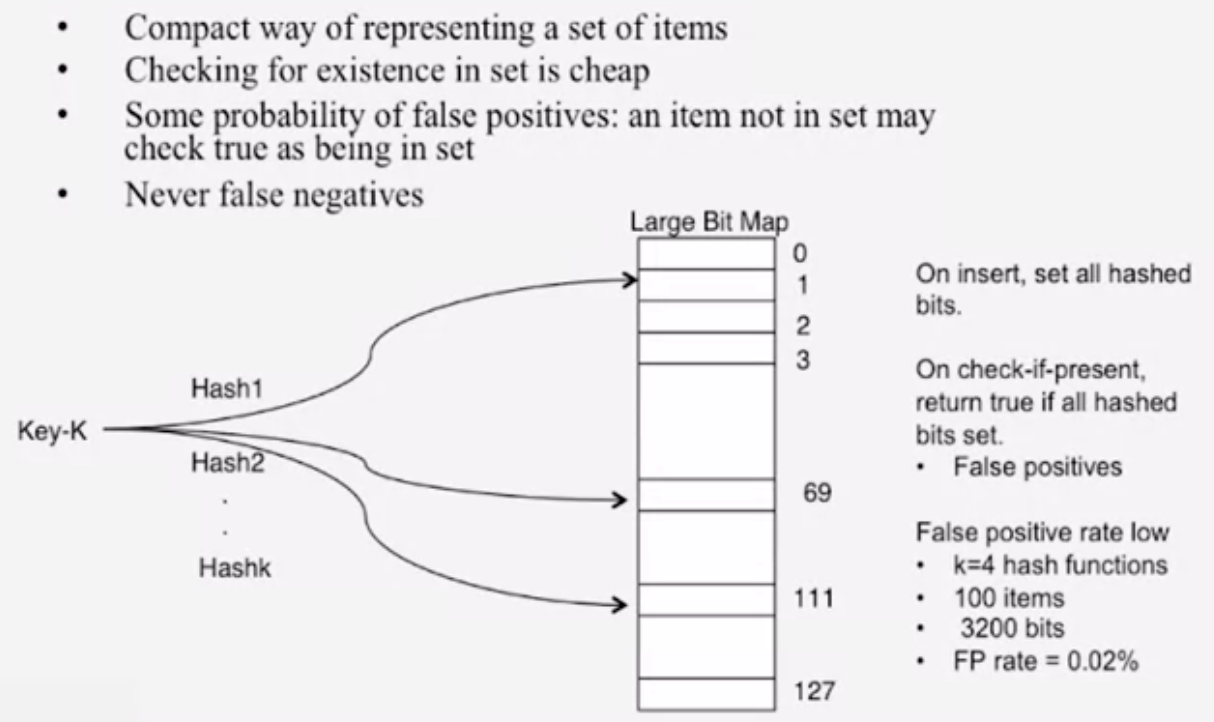 • Compact way of representing a set of items
• Checking for existence in set is cheap
• Some probability of false positives: an item not in set may
check true as being in set
• Never false negatives
Large Bit Map
0
1
2
3
69
111
127
Key-K
Hash1
Hash2
.
.
Hashk
On insert, set all hashed
bits.
On check-if-present,
return true if all hashed
bits set.
• False positives
False positive rate low
• k=4 hash functions
• 100 items
• 3200 bits
• FP rate = 0.02%